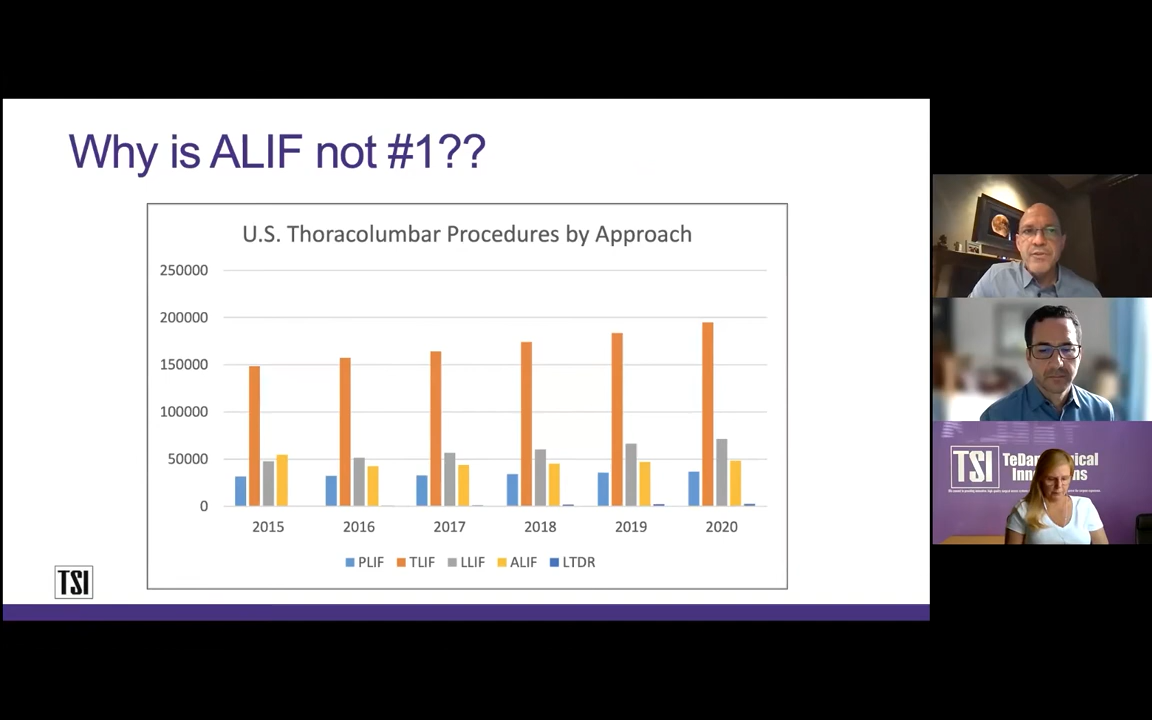 Why is ALIF not #1??
U.S. Thoracolumbar Procedures by Approach
250000
200000
150000
100000
50000
0
2015 2016 2017 2018 2019 2020
PLIF TLIF LLIF ALIF LTDR
TSI
TSI